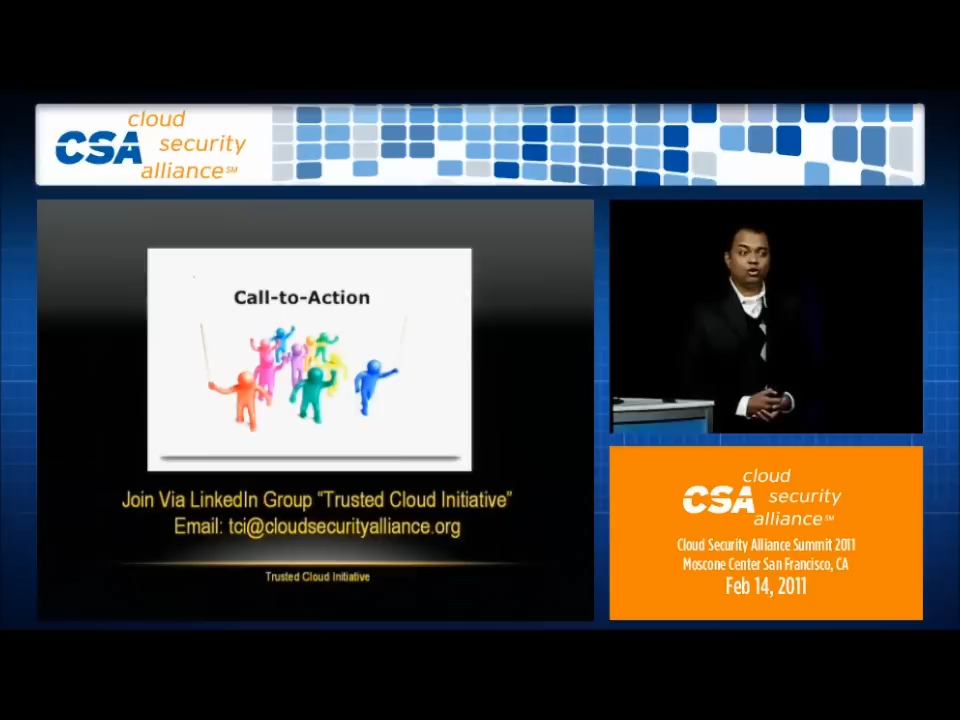 cloud
CSA security
alliance℠
Call-to-Action
Join Via LinkedIn Group "Trusted Cloud Initiative"
Email: tci@cloudsecurityalliance.org
Trusted Cloud Initiative
cloud
CSA security
alliance℠
Cloud Security Alliance Summit 2011
Moscone Center San Francisco, CA
Feb 14, 2011